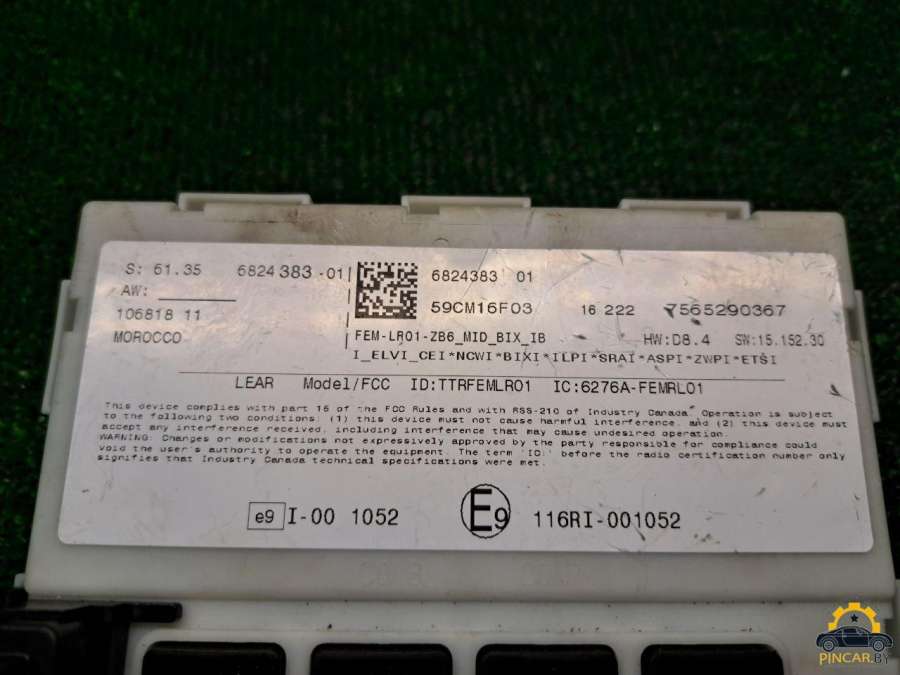 S: 61.35 6824383-01
AW:
106818 11
MOROCCO
6824383 01
59CM16F03 16 222 7565290367
FEM-LR01-ZB6_MID_BIX_IB HW:D8.4 SW:15.152.30
I_ELVI_CEI*NCWI*BIXI*ILPI*SRAI*ASPI*ZWPI*ETSI
LEAR Model/FCC ID:TTRFEMLR01 IC:6276A-FEMRL01
This device complies with part 15 of the FCC Rules and with RSS-210 of Industry Canada. Operation is subject
to the following two conditions: (1) this device must not cause harmful interference, and (2) this device must
accept any interference received, including interference that may cause undesired operation.
WARNING: Changes or modifications not expressively approved by the party responsible for compliance could
void the user's authority to operate the equipment. The term 'IC:' before the radio certification number only
signifies that Industry Canada technical specifications were met.
e9 I-00 1052 E9 116RI-001052
PINCAR.BY